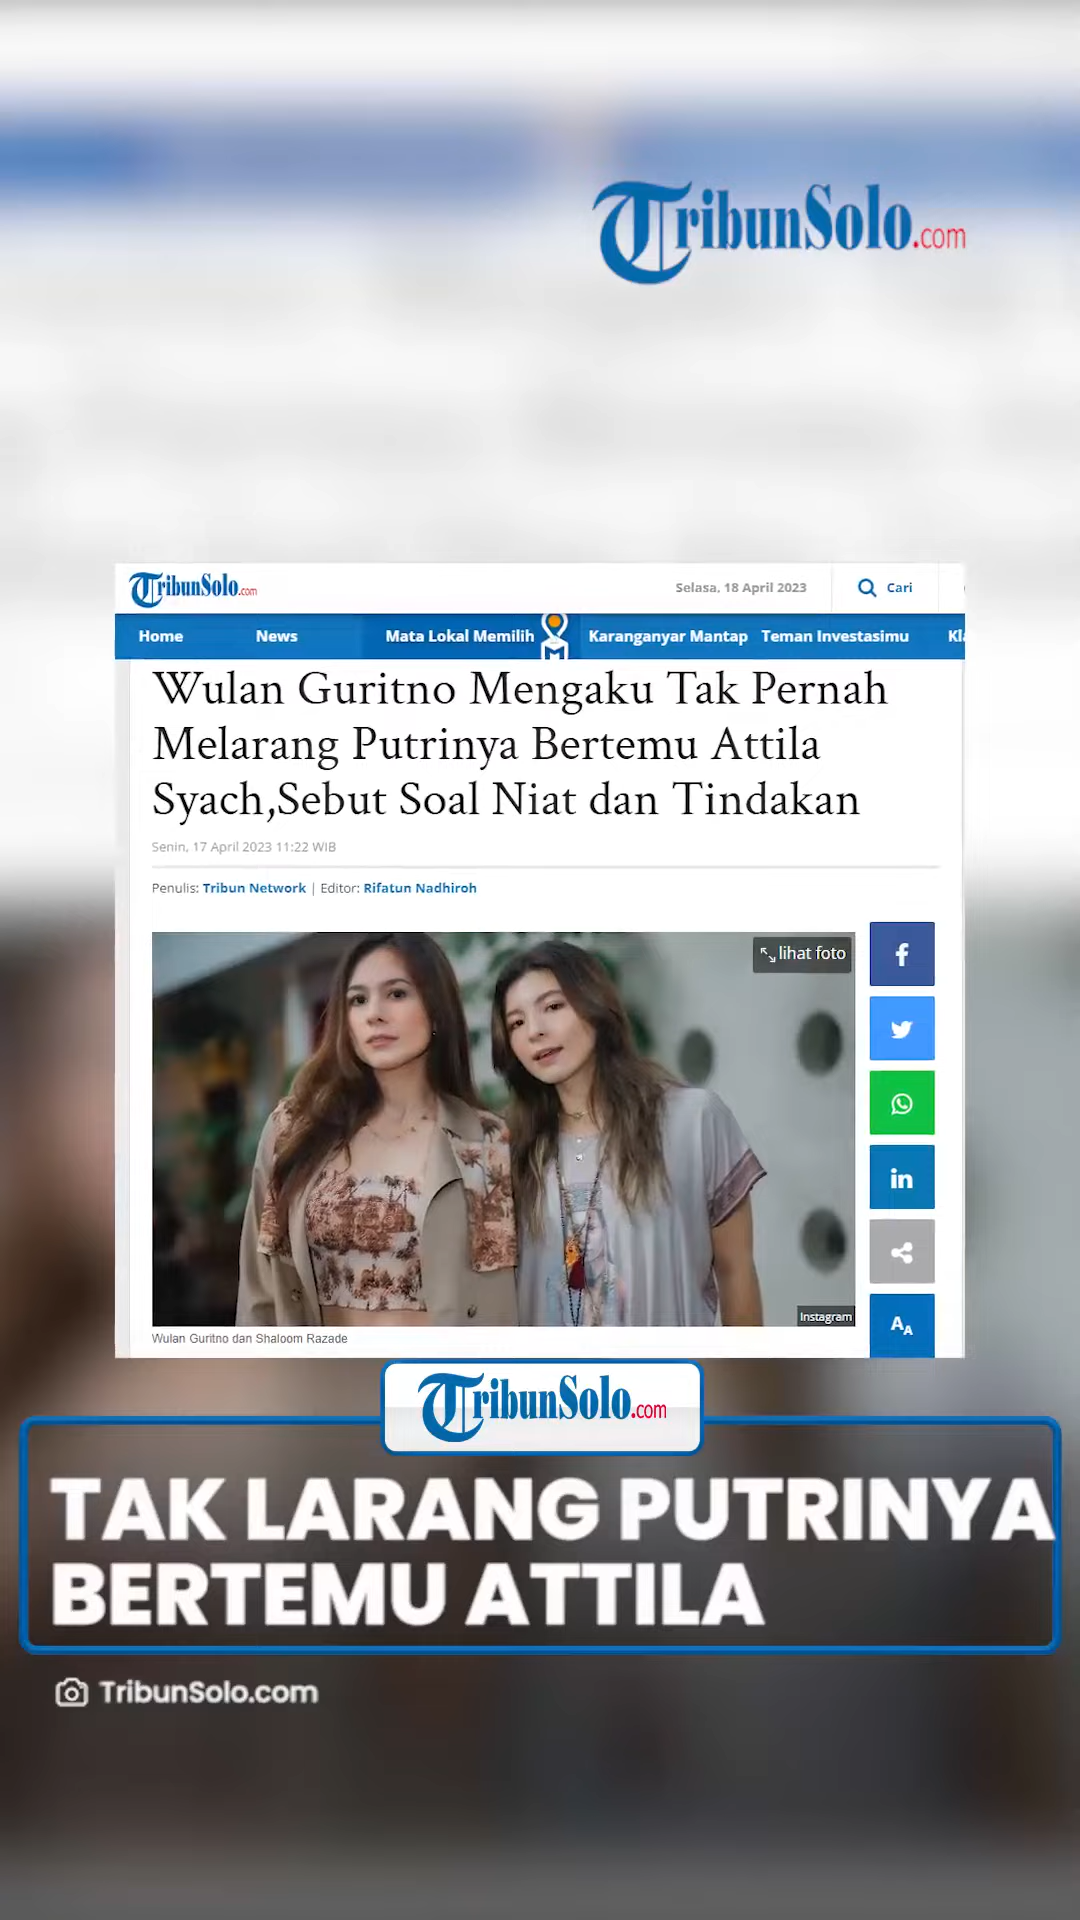 TribunSolo.com
TribunSolo.com
Selasa, 18 April 2023
Cari
Home
News
Mata Lokal Memilih
Karanganyar Mantap
Teman Investasimu
Wulan Guritno Mengaku Tak Pernah
Melarang Putrinya Bertemu Attila
Syach,Sebut Soal Niat dan Tindakan
Senin, 17 April 2023 11:22 WIB
Penulis: Tribun Network | Editor: Rifatun Nadhiroh
lihat foto
f
in
Instagram
AA
Wulan Guritno dan Shaloom Razade
TribunSolo.com
TAK LARANG PUTRINYA
BERTEMU ATTILA
TribunSolo.com